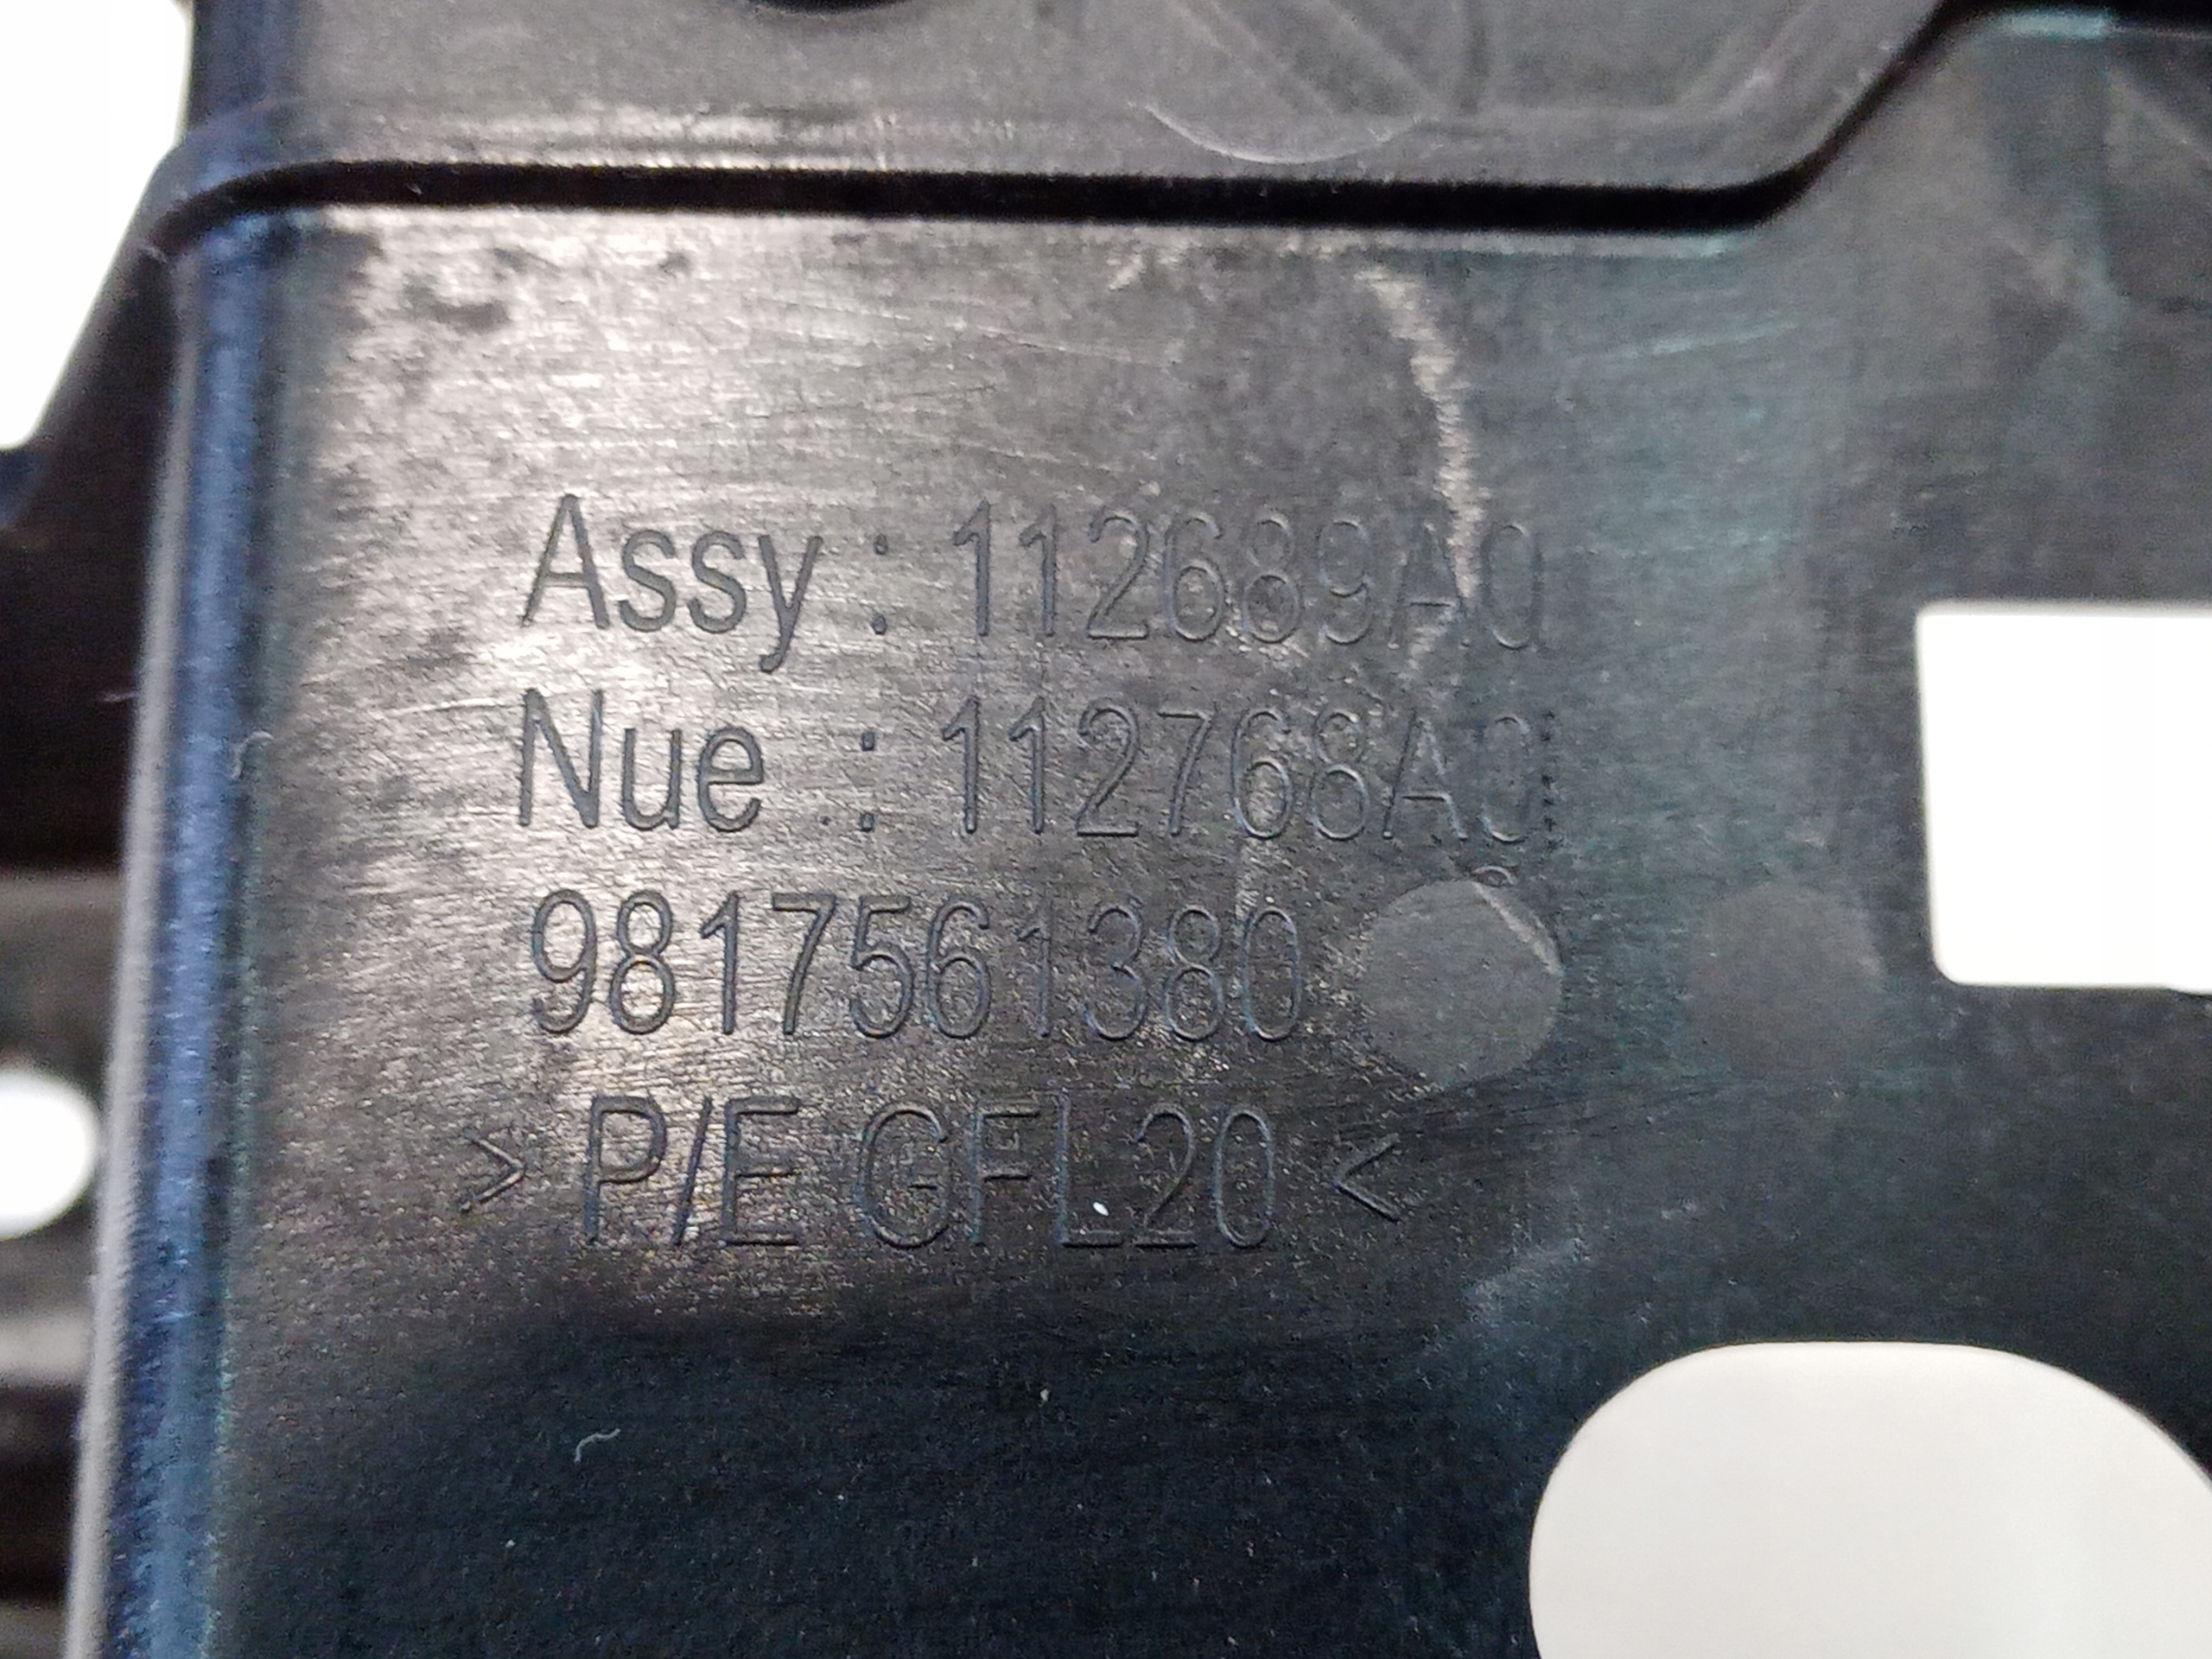 Assy : 112689A0
Nue : 112768A0
9817561380
> P/E GFL20 <